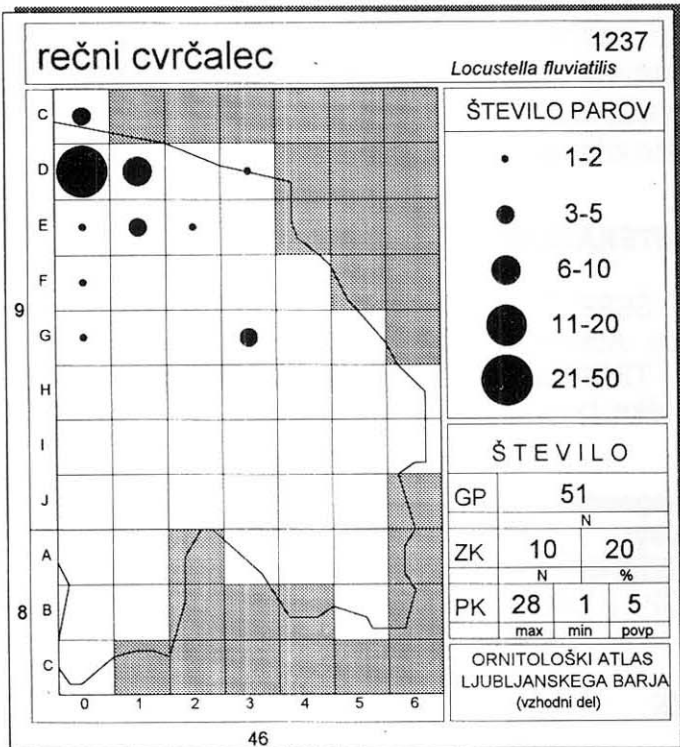 rečni cvrčalec
1237
Locustella fluviatilis
C
D
E
F
9
G
H
I
J
A
8
B
C
0 1 2 3 4 5 6
46
ŠTEVILO PAROV
1-2
3-5
6-10
11-20
21-50
ŠTEVILO
GP 51
N
ZK 10 20
N %
PK 28 1 5
max min povp
ORNITOLOŠKI ATLAS
LJUBLJANSKEGA BARJA
(vzhodni del)